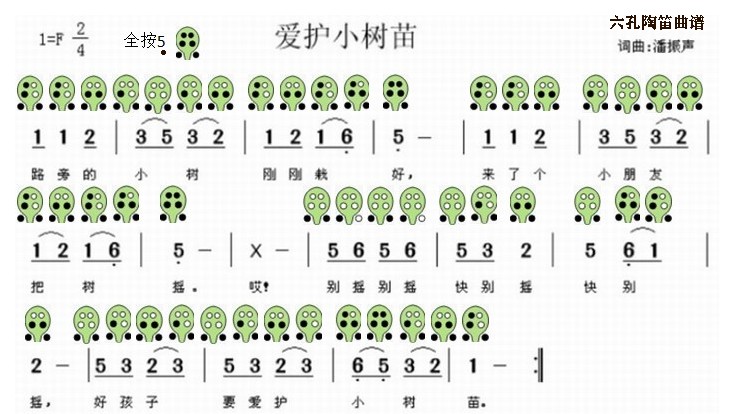 六孔陶笛曲谱
1=F 2/4 全按5 爱护小树苗
词曲:潘振声
1 1 2 | 3 5 3 2 | 1 2 1 6 | 5 — | 1 1 2 | 3 5 3 2 |
路旁的 小 树 刚刚栽 好, 来了个 小朋友
1 2 1 6 | 5 — | X — | 5 6 5 6 | 5 3 2 | 5 6 1 |
把 树 摇。 哎! 别摇别摇 快别摇 快 别
2 — | 5 3 2 3 | 5 3 2 3 | 6 5 3 2 | 1 — :‖
摇, 好孩子 要爱护 小 树 苗。